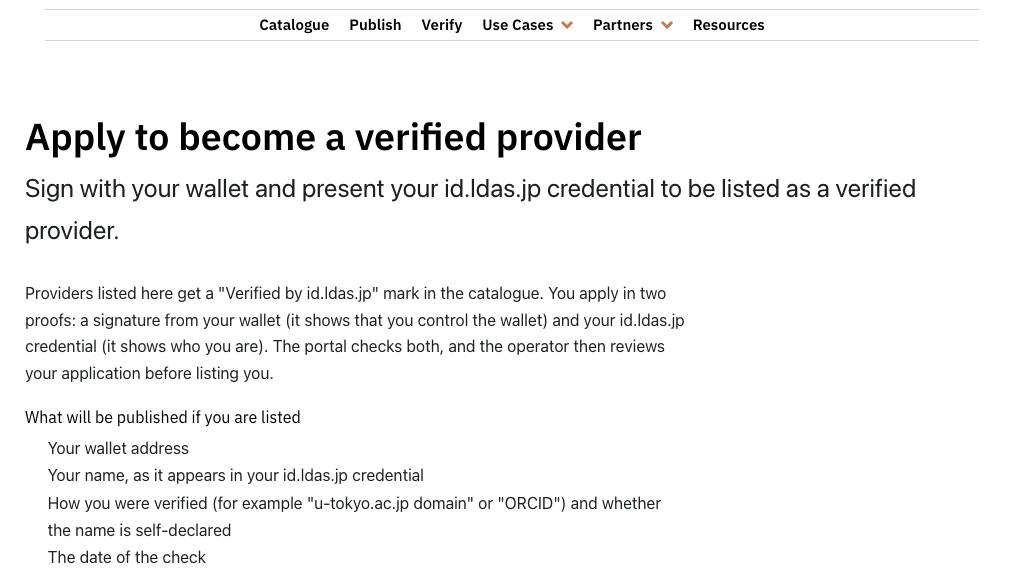 Catalogue Publish Verify Use Cases Partners Resources
Apply to become a verified provider
Sign with your wallet and present your id.ldas.jp credential to be listed as a verified
provider.
Providers listed here get a "Verified by id.ldas.jp" mark in the catalogue. You apply in two
proofs: a signature from your wallet (it shows that you control the wallet) and your id.ldas.jp
credential (it shows who you are). The portal checks both, and the operator then reviews
your application before listing you.
What will be published if you are listed
Your wallet address
Your name, as it appears in your id.ldas.jp credential
How you were verified (for example "u-tokyo.ac.jp domain" or "ORCID") and whether
the name is self-declared
The date of the check